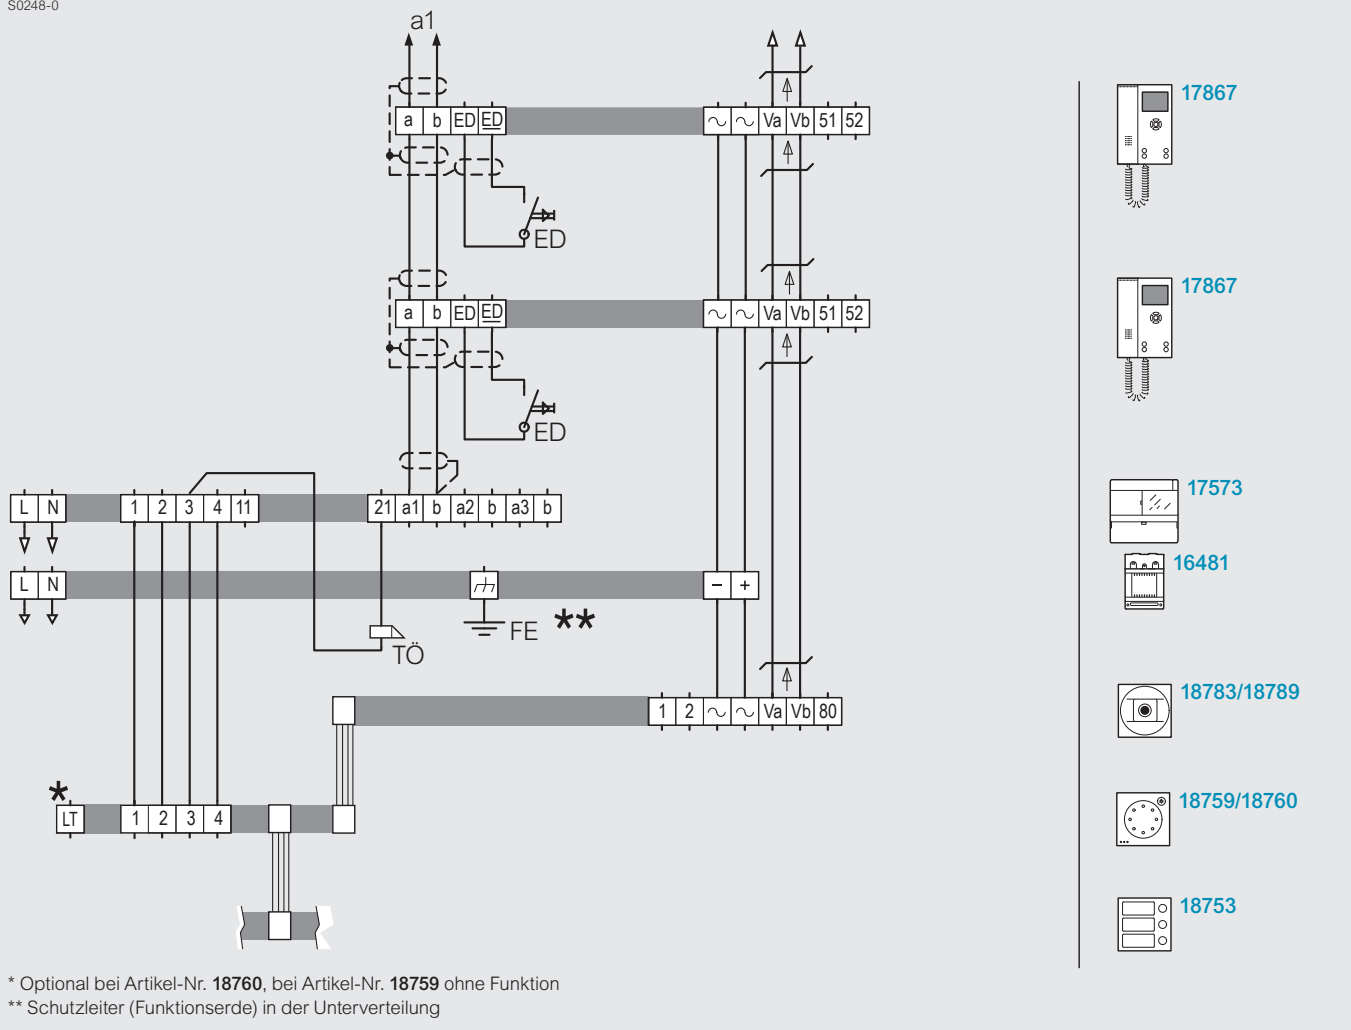 S0248-0
a1
a b ED ED Va Vb 51 52
17867
ED
a b ED ED Va Vb 51 52
17867
ED
L N 1 2 3 4 11 21 a1 b a2 b a3 b
17573
L N − +
16481
FE **
TÖ
1 2 Va Vb 80
18783/18789
*
LT 1 2 3 4
18759/18760
18753
* Optional bei Artikel-Nr. 18760, bei Artikel-Nr. 18759 ohne Funktion
** Schutzleiter (Funktionserde) in der Unterverteilung